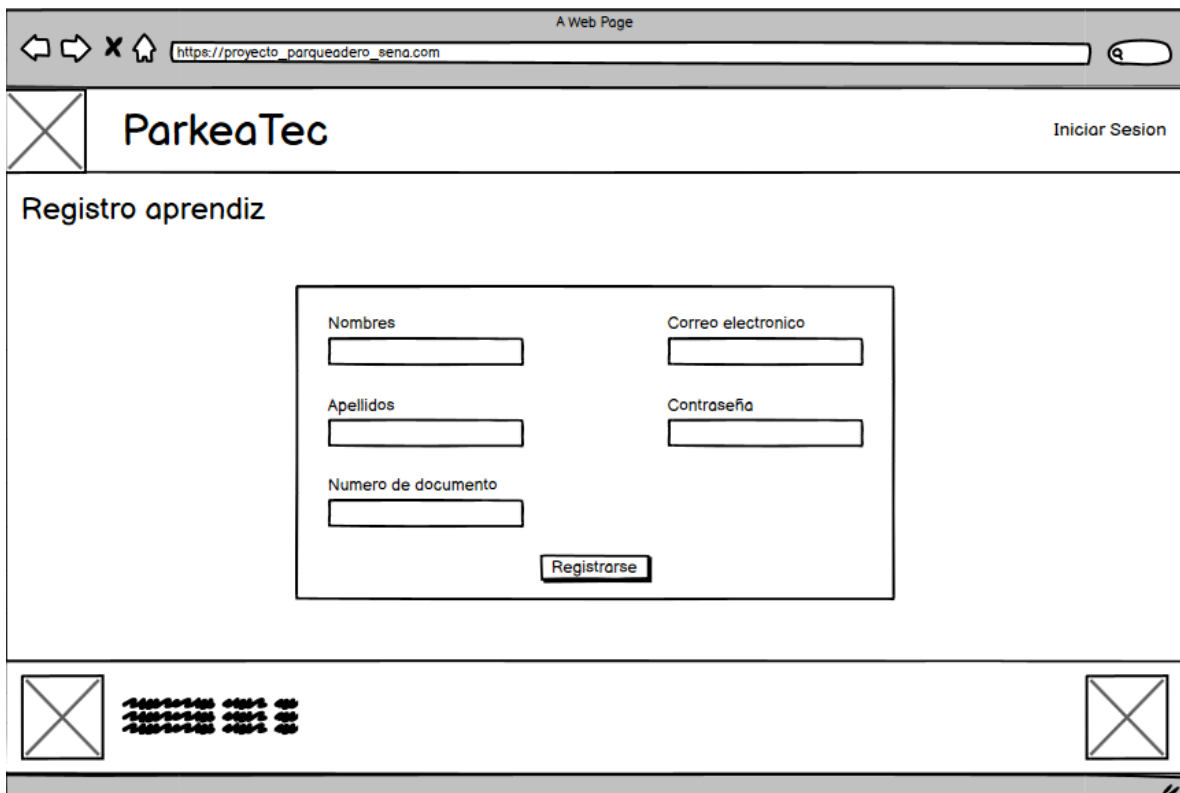 A Web Page
https://proyecto_parqueadero_sena.com
ParkeaTec
Iniciar Sesion
Registro aprendiz
Nombres
Correo electronico
Apellidos
Contraseña
Numero de documento
Registrarse